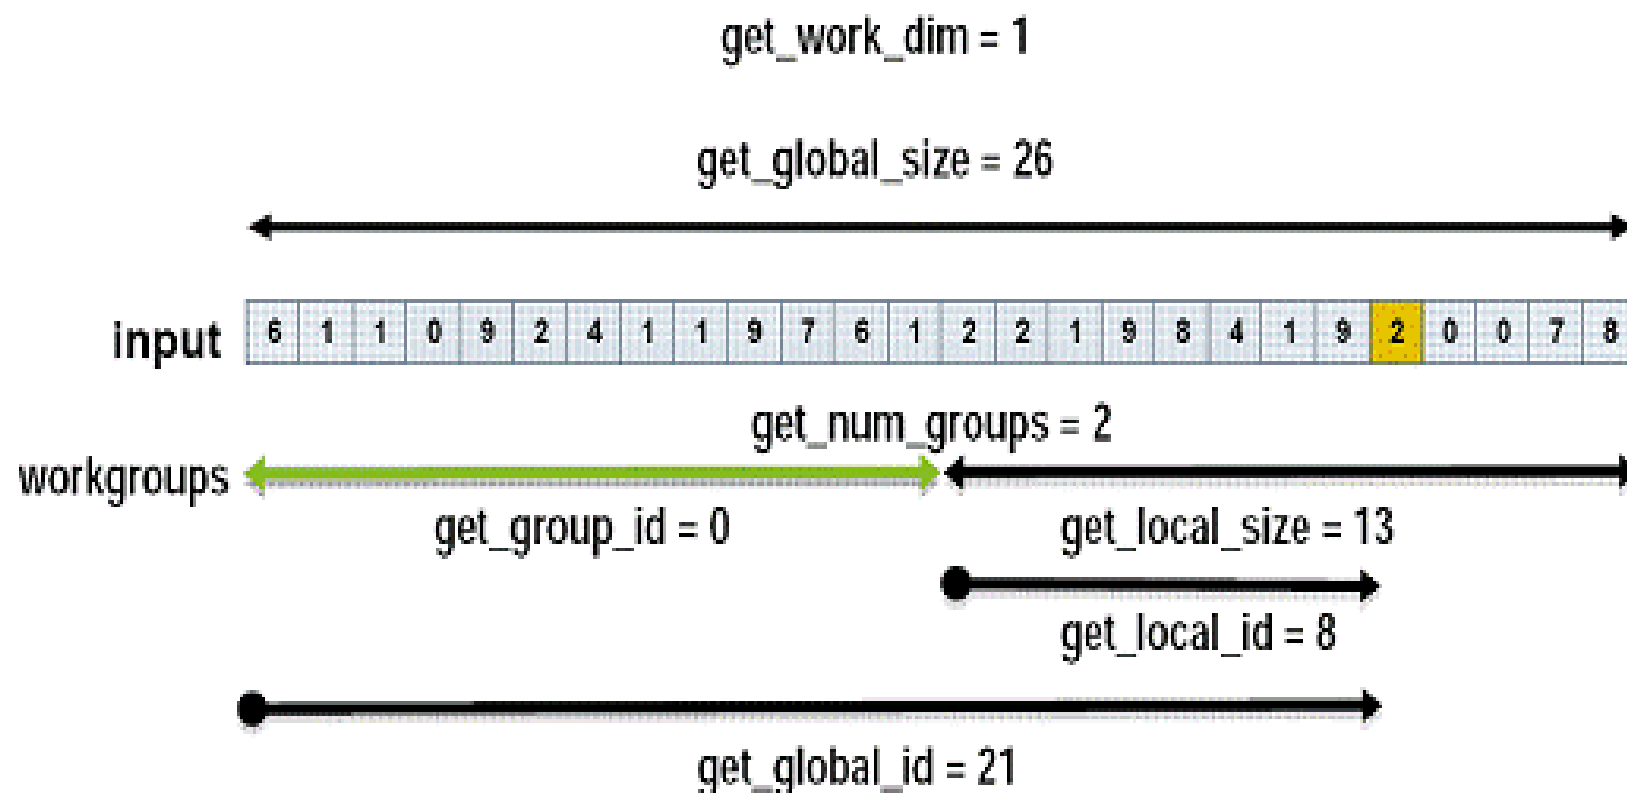 get_work_dim = 1
get_global_size = 26
input 6 1 1 0 9 2 4 1 1 9 7 6 1 2 2 1 9 8 4 1 9 2 0 0 7 8
get_num_groups = 2
workgroups
get_group_id = 0 get_local_size = 13
get_local_id = 8
get_global_id = 21